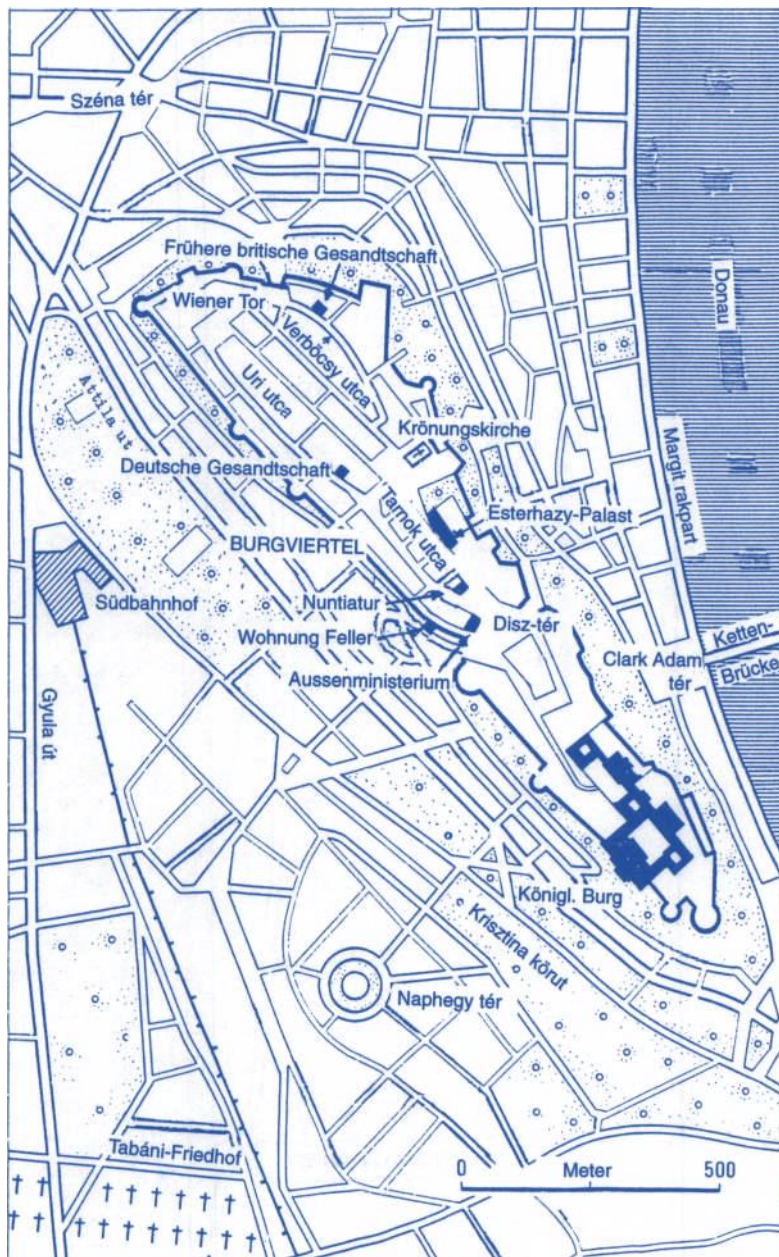 Széna tér
Frühere britische Gesandtschaft
Wiener Tor
Verböcsy utca
Uri utca
Attila ut
Donau
Krönungskirche
Margit rakpart
Deutsche Gesandtschaft
Esterhazy-Palast
Tarnok utca
BURGVIERTEL
Südbahnhof
Nuntiatur
Disz-tér
Wohnung Feller
Ketten-
Brücke
Clark Adam
tér
Aussenministerium
Gyula út
Königl. Burg
Krisztina körut
Naphegy tér
Tabáni-Friedhof
0 Meter 500